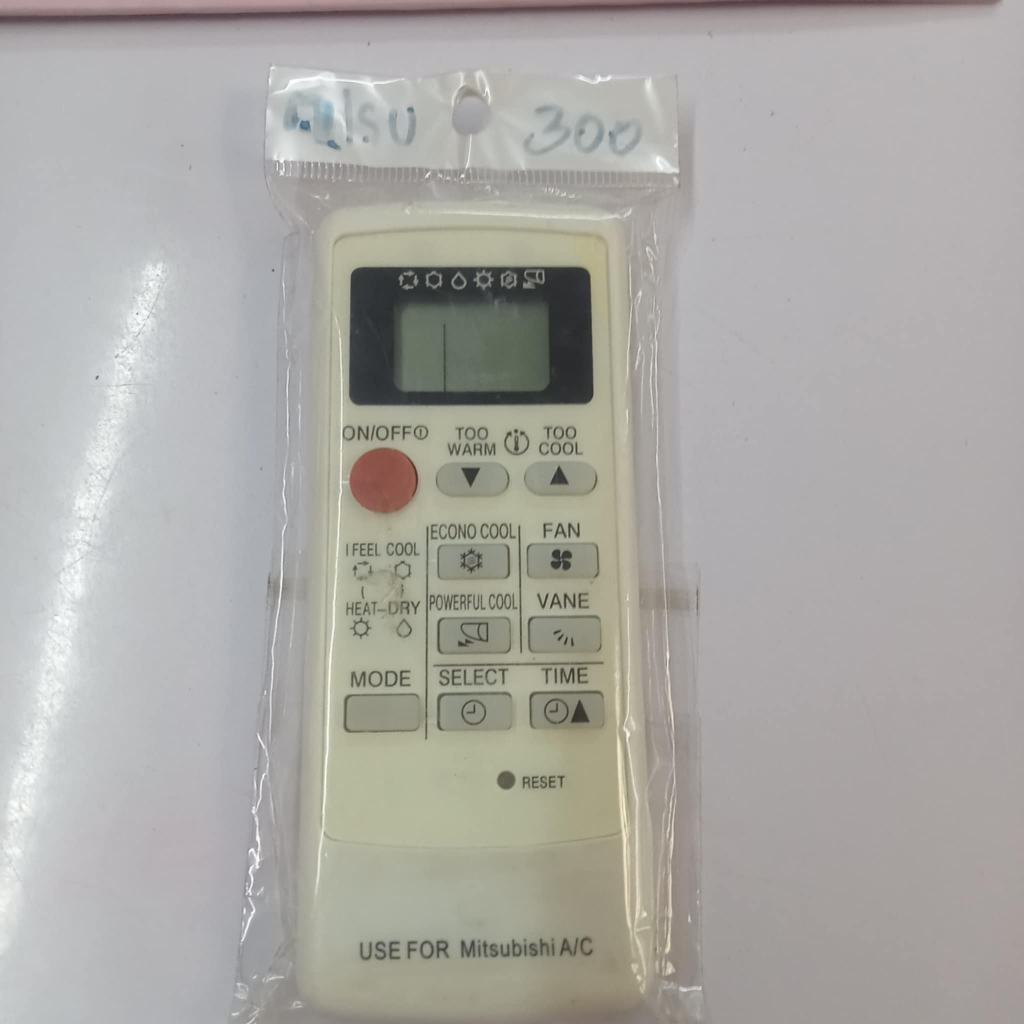 300
ON/OFF
TOO WARM
TOO COOL
ECONO COOL
FAN
I FEEL COOL
POWERFUL COOL
VANE
HEAT-DRY
MODE
SELECT
TIME
RESET
USE FOR Mitsubishi A/C